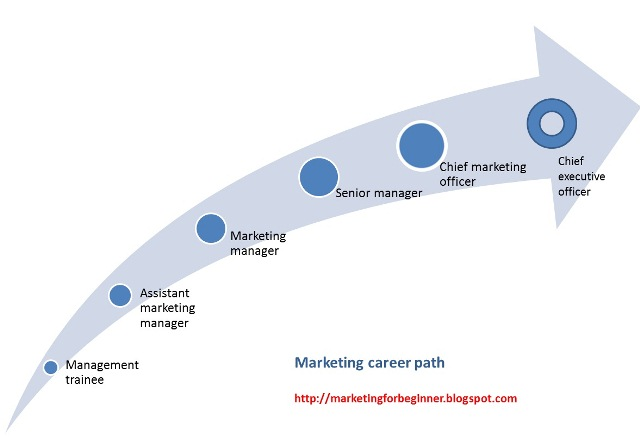 Chief
executive
officer
Chief marketing
officer
Senior manager
Marketing
manager
Assistant
marketing
manager
Management
trainee
Marketing career path
http://marketingforbeginner.blogspot.com